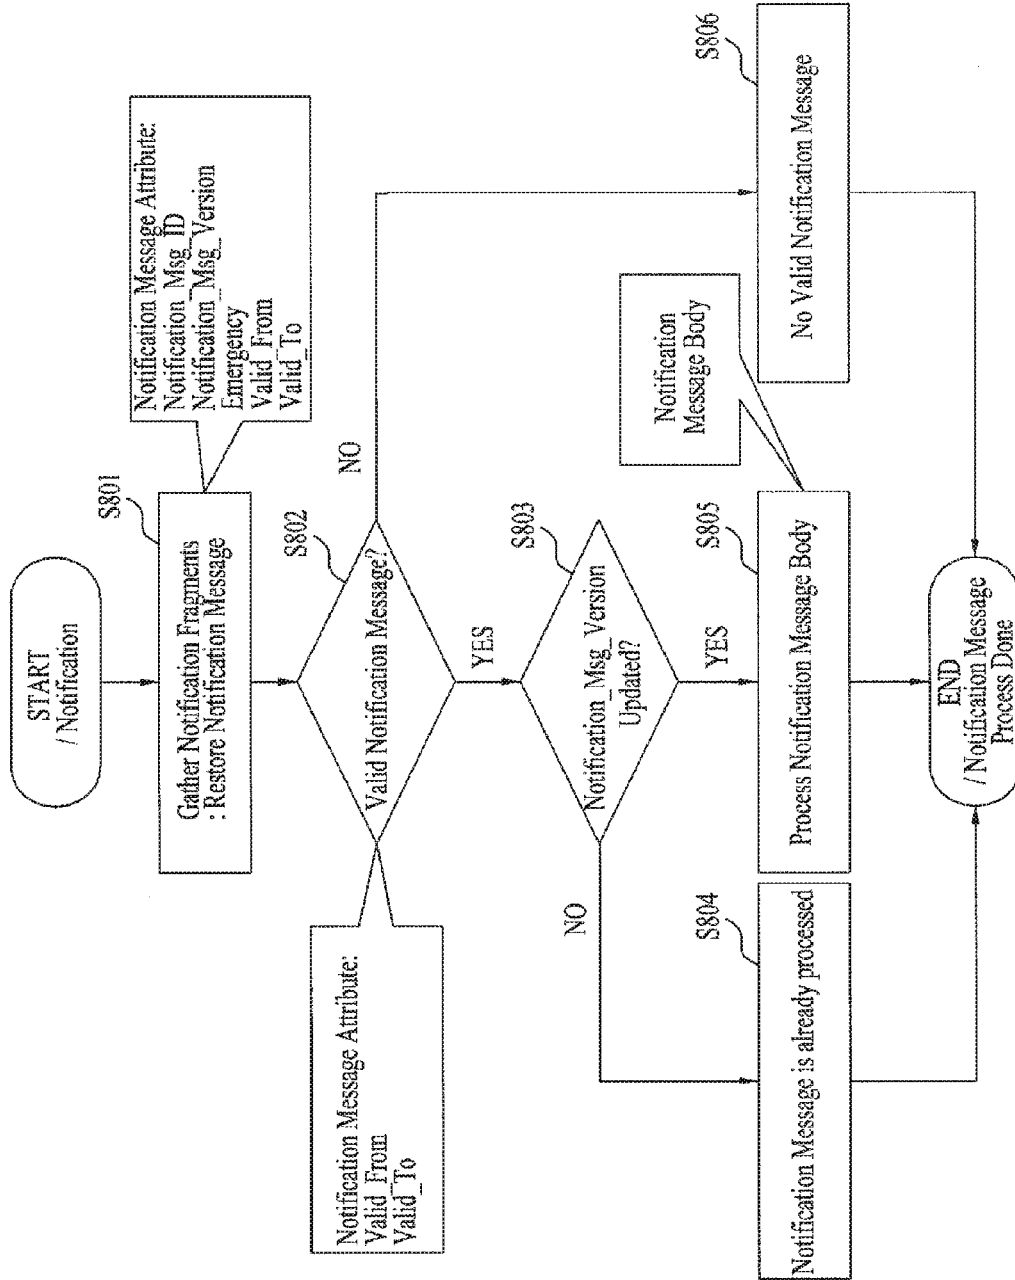 START
/ Notification
S801
Gather Notification Fragments
: Restore Notification Message
Notification Message Attribute:
Notification_Msg_ID
Notification_Msg_Version
Emergency
Valid_From
Valid_To
S802
Valid Notification Message?
NO
YES
Notification Message Attribute:
Valid_From
Valid_To
S803
Notification_Msg_Version
Updated?
NO
YES
S804
Notification Message is already processed
S805
Process Notification Message Body
Notification
Message Body
S806
No Valid Notification Message
END
/ Notification Message
Process Done